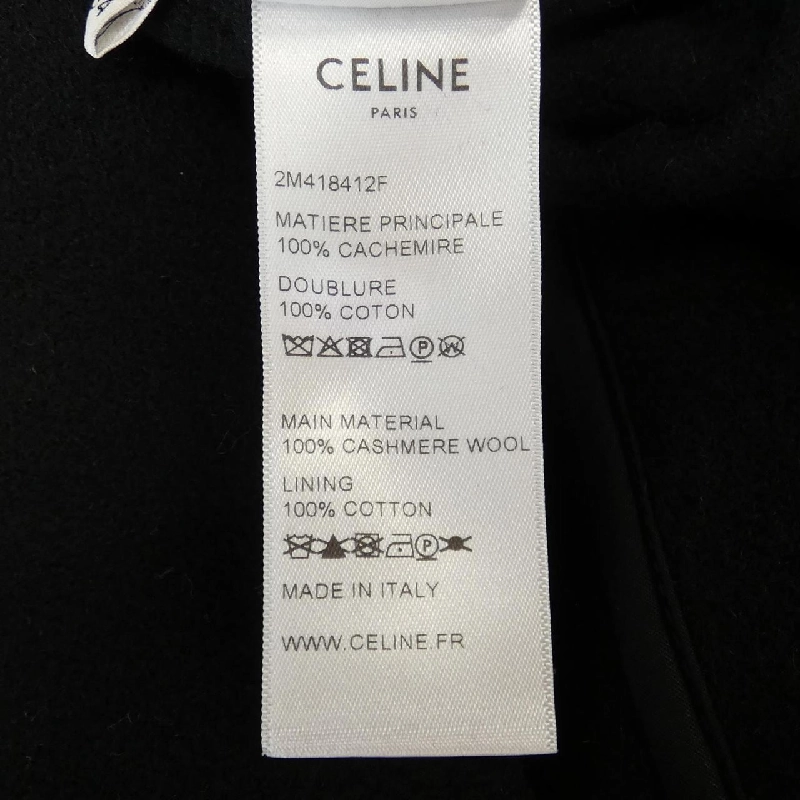 CELINE
PARIS
2M418412F
MATIERE PRINCIPALE
100% CACHEMIRE
DOUBLURE
100% COTON
P W
MAIN MATERIAL
100% CASHMERE WOOL
LINING
100% COTTON
P
MADE IN ITALY
WWW.CELINE.FR